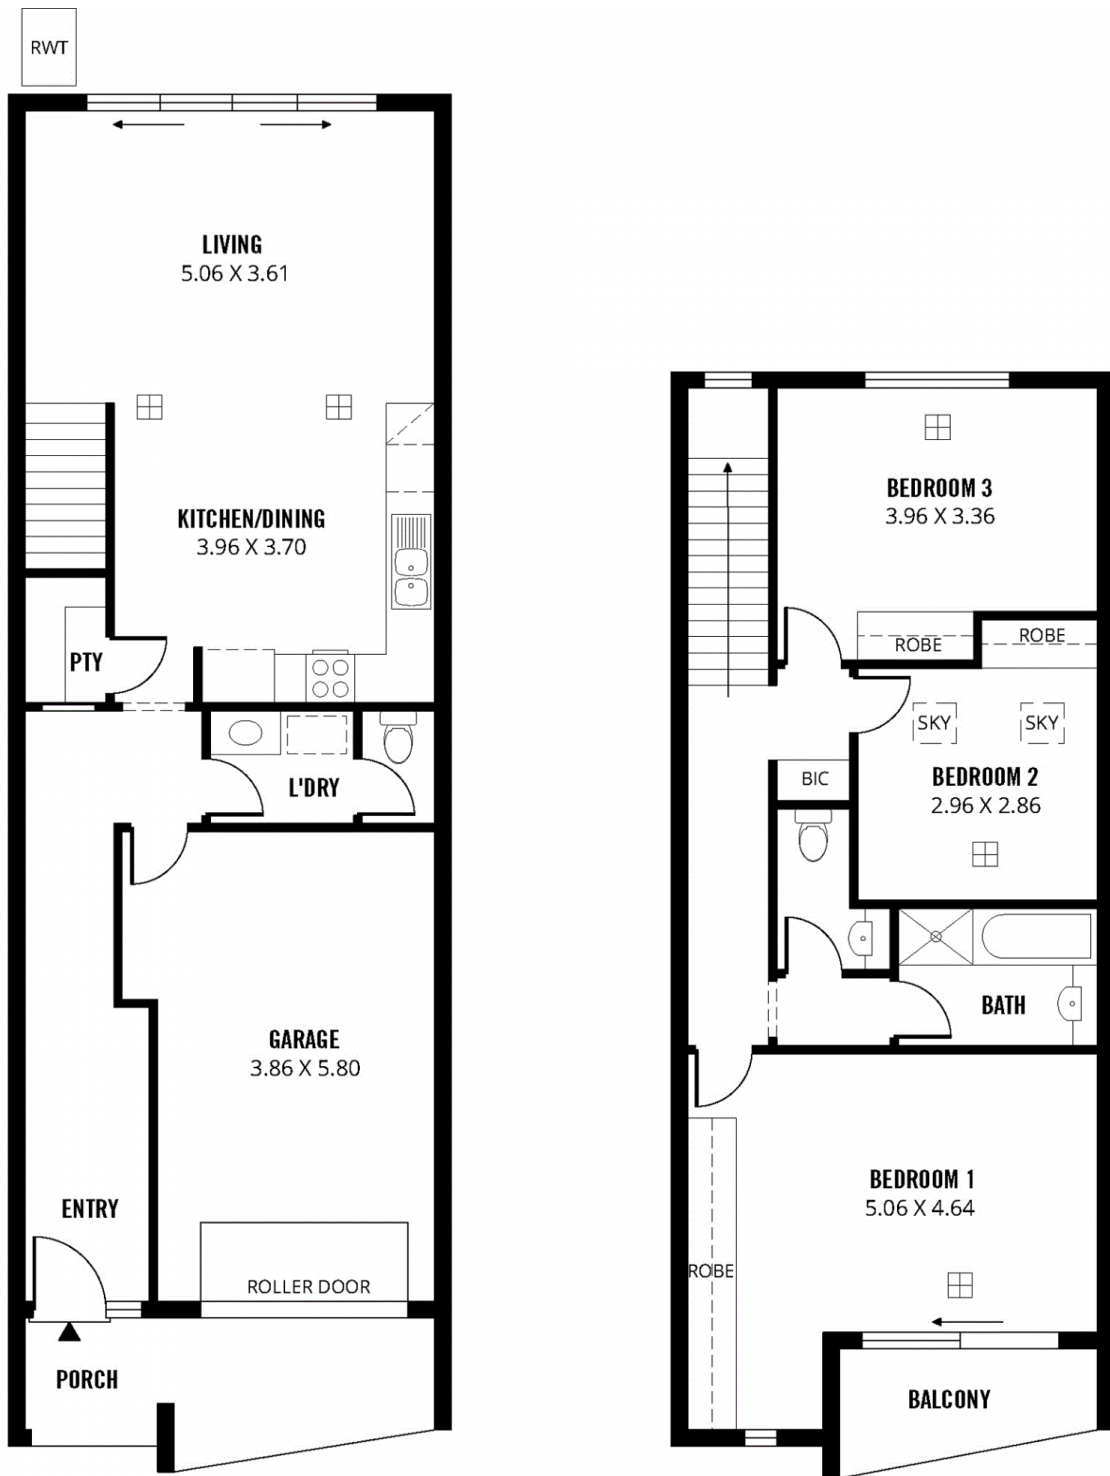 RWT
LIVING
5.06 X 3.61
KITCHEN/DINING
3.96 X 3.70
PTY
L'DRY
GARAGE
3.86 X 5.80
ENTRY
ROLLER DOOR
PORCH
BEDROOM 3
3.96 X 3.36
ROBE
ROBE
SKY
SKY
BEDROOM 2
2.96 X 2.86
BIC
BATH
BEDROOM 1
5.06 X 4.64
ROBE
BALCONY